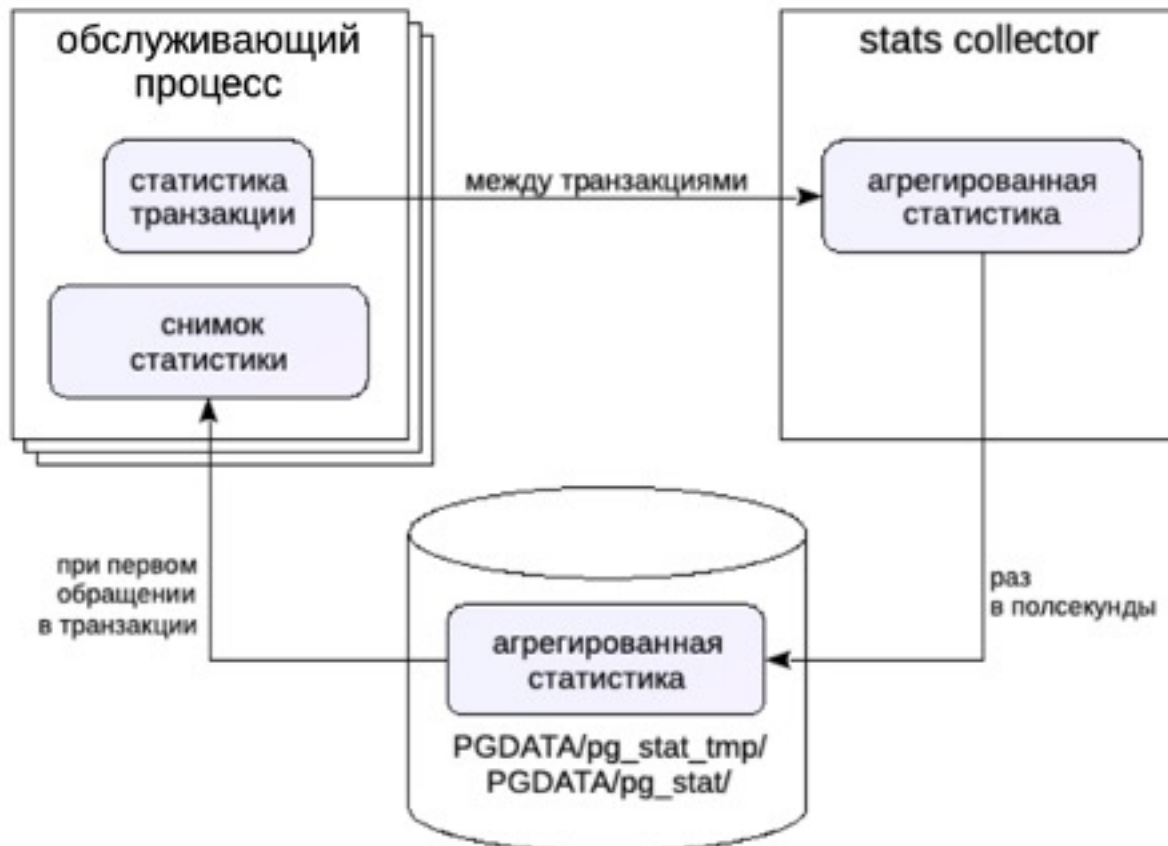 обслуживающий
процесс
статистика
транзакции
снимок
статистики
между транзакциями
stats collector
агрегированная
статистика
при первом
обращении
в транзакции
раз
в полсекунды
агрегированная
статистика
PGDATA/pg_stat_tmp/
PGDATA/pg_stat/